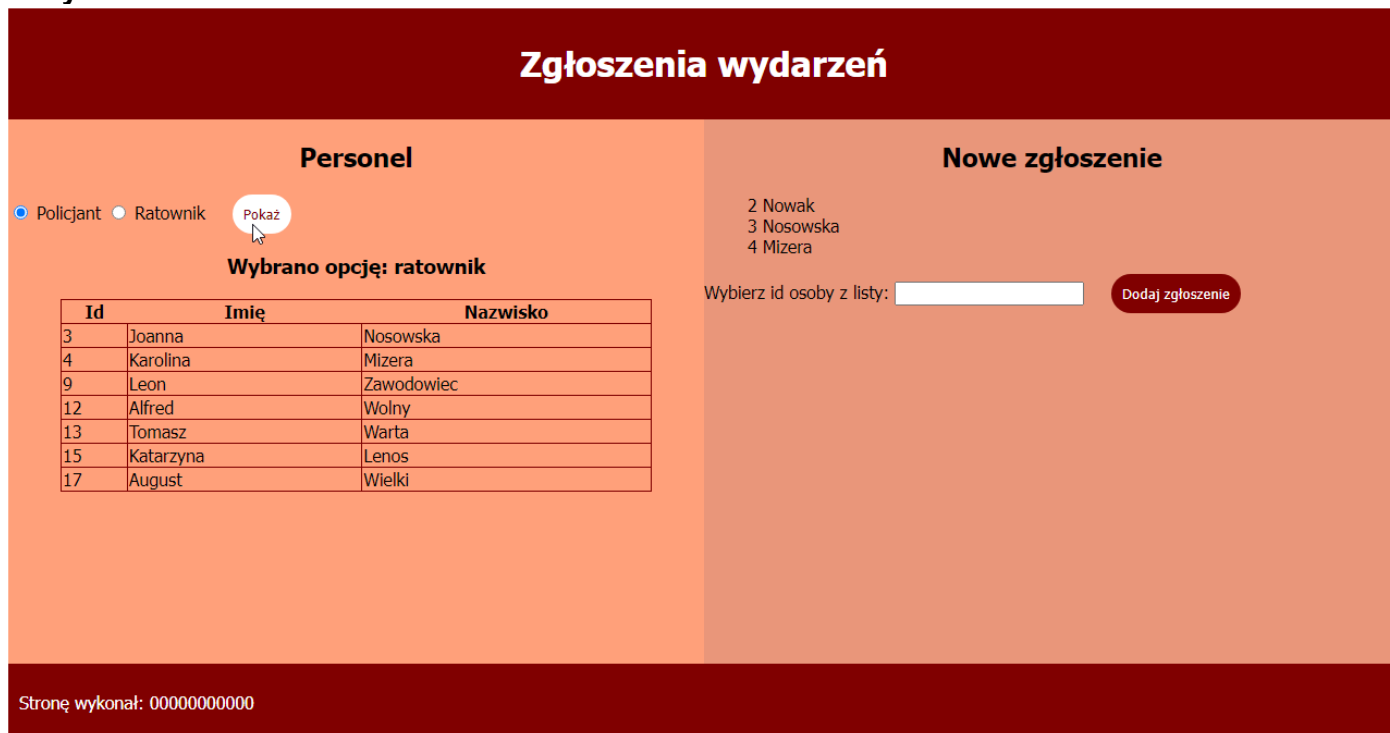 Zgłoszenia wydarzeń
Personel
Policjant Ratownik Pokaż
Wybrano opcję: ratownik
Id Imię Nazwisko
3 Joanna Nosowska
4 Karolina Mizera
9 Leon Zawodowiec
12 Alfred Wolny
13 Tomasz Warta
15 Katarzyna Lenos
17 August Wielki
Nowe zgłoszenie
2 Nowak
3 Nosowska
4 Mizera
Wybierz id osoby z listy: Dodaj zgłoszenie
Stronę wykonał: 00000000000